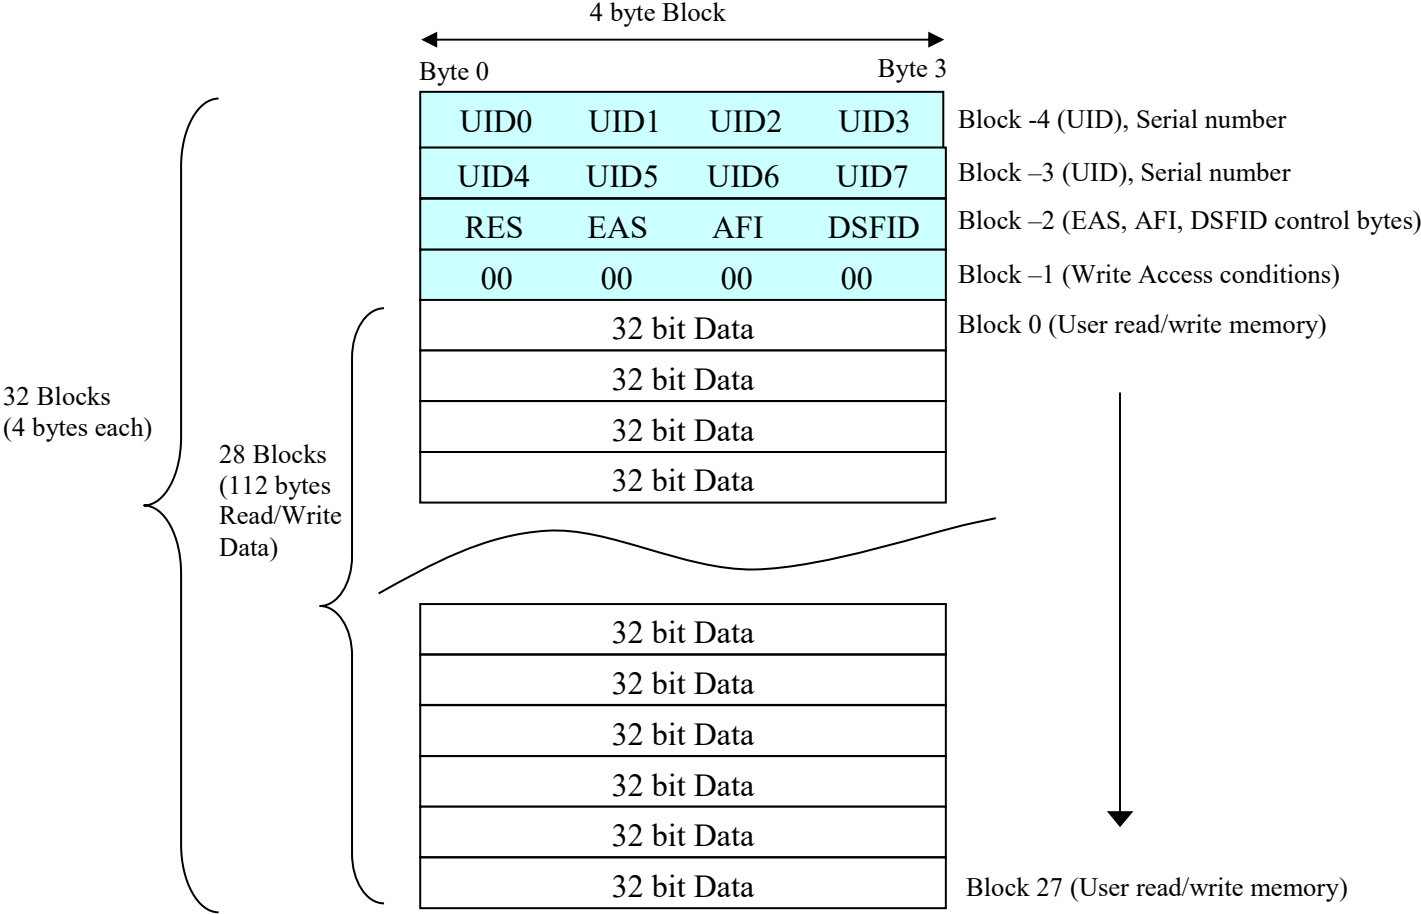 4 byte Block
Byte 0 Byte 3
UID0 UID1 UID2 UID3 Block -4 (UID), Serial number
UID4 UID5 UID6 UID7 Block –3 (UID), Serial number
RES EAS AFI DSFID Block –2 (EAS, AFI, DSFID control bytes)
00 00 00 00 Block –1 (Write Access conditions)
32 bit Data Block 0 (User read/write memory)
32 bit Data
32 bit Data
32 bit Data
32 Blocks
(4 bytes each)
28 Blocks
(112 bytes
Read/Write
Data)
32 bit Data
32 bit Data
32 bit Data
32 bit Data
32 bit Data
32 bit Data Block 27 (User read/write memory)